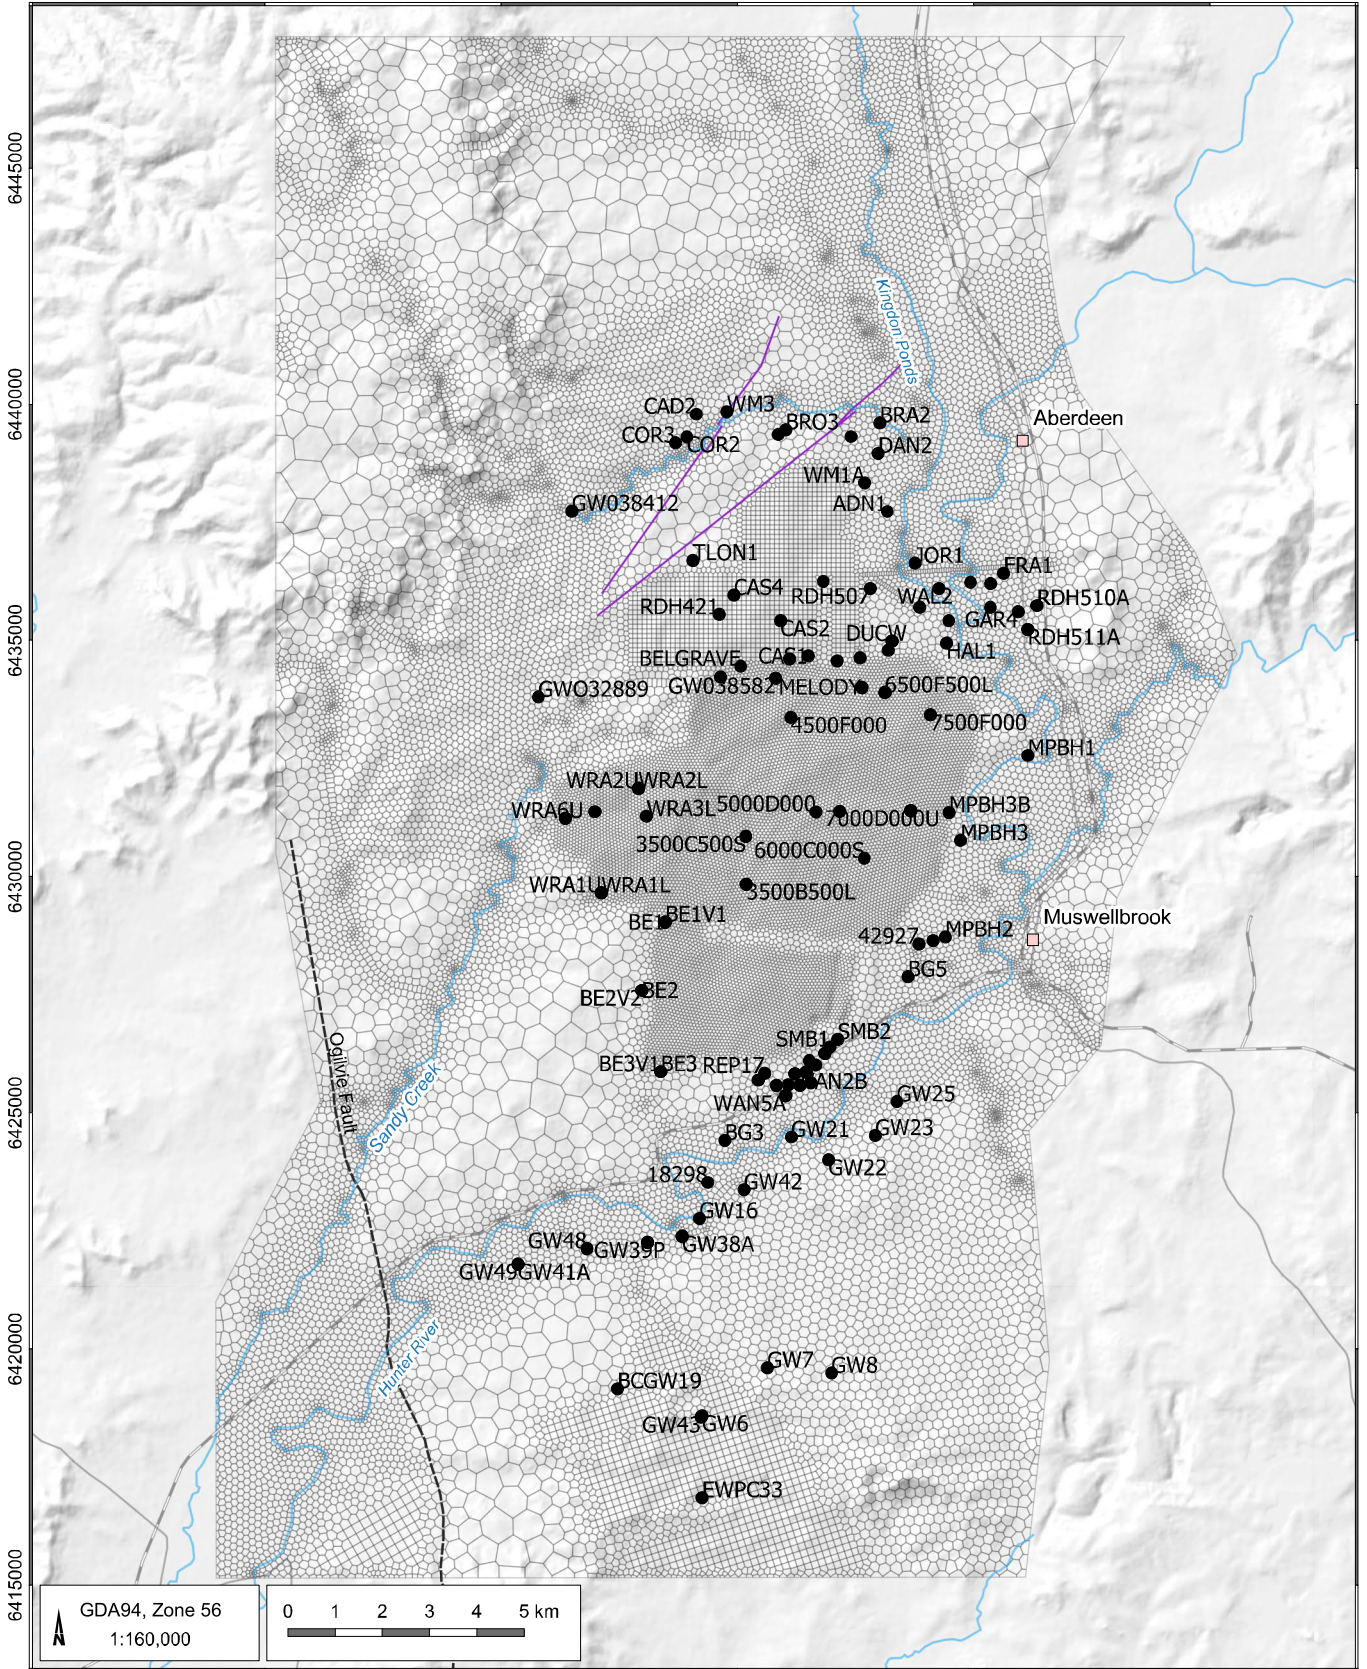 6445000
Kingdon Ponds
6440000
CAD2
WM3
BRO3
BRA2
Aberdeen
COR3
COR2
DAN2
WM1A
GW038412
ADN1
TLON1
JOR1
FRA1
CAS4
RDH507
WAL2
RDH510A
RDH421
6435000
CAS2
DUCW
GAR4
RDH511A
BELGRAVE
CAS1
HAL1
GW038582
MELODY
6500F500L
GWO32889
4500F000
7500F000
MPBH1
WRA2U
WRA2L
WRA6U
WRA3L
5000D000
7000D000U
MPBH3B
3500C500S
6000C000S
MPBH3
6430000
WRA1U
WRA1L
3500B500L
BE1
BE1V1
42927
MPBH2
Muswellbrook
BG5
BE2V2
BE2
SMB1
SMB2
Ogilvie Fault
BE3V1
BE3
REP17
AN2B
WAN5A
GW25
6425000
Sandy Creek
BG3
GW21
GW23
GW22
18298
GW42
GW16
GW48
GW39P
GW38A
GW49
GW41A
6420000
Hunter River
GW7
GW8
BCGW19
GW43
GW6
EWPC33
6415000
GDA94, Zone 56
1:160,000
N
0 1 2 3 4 5 km